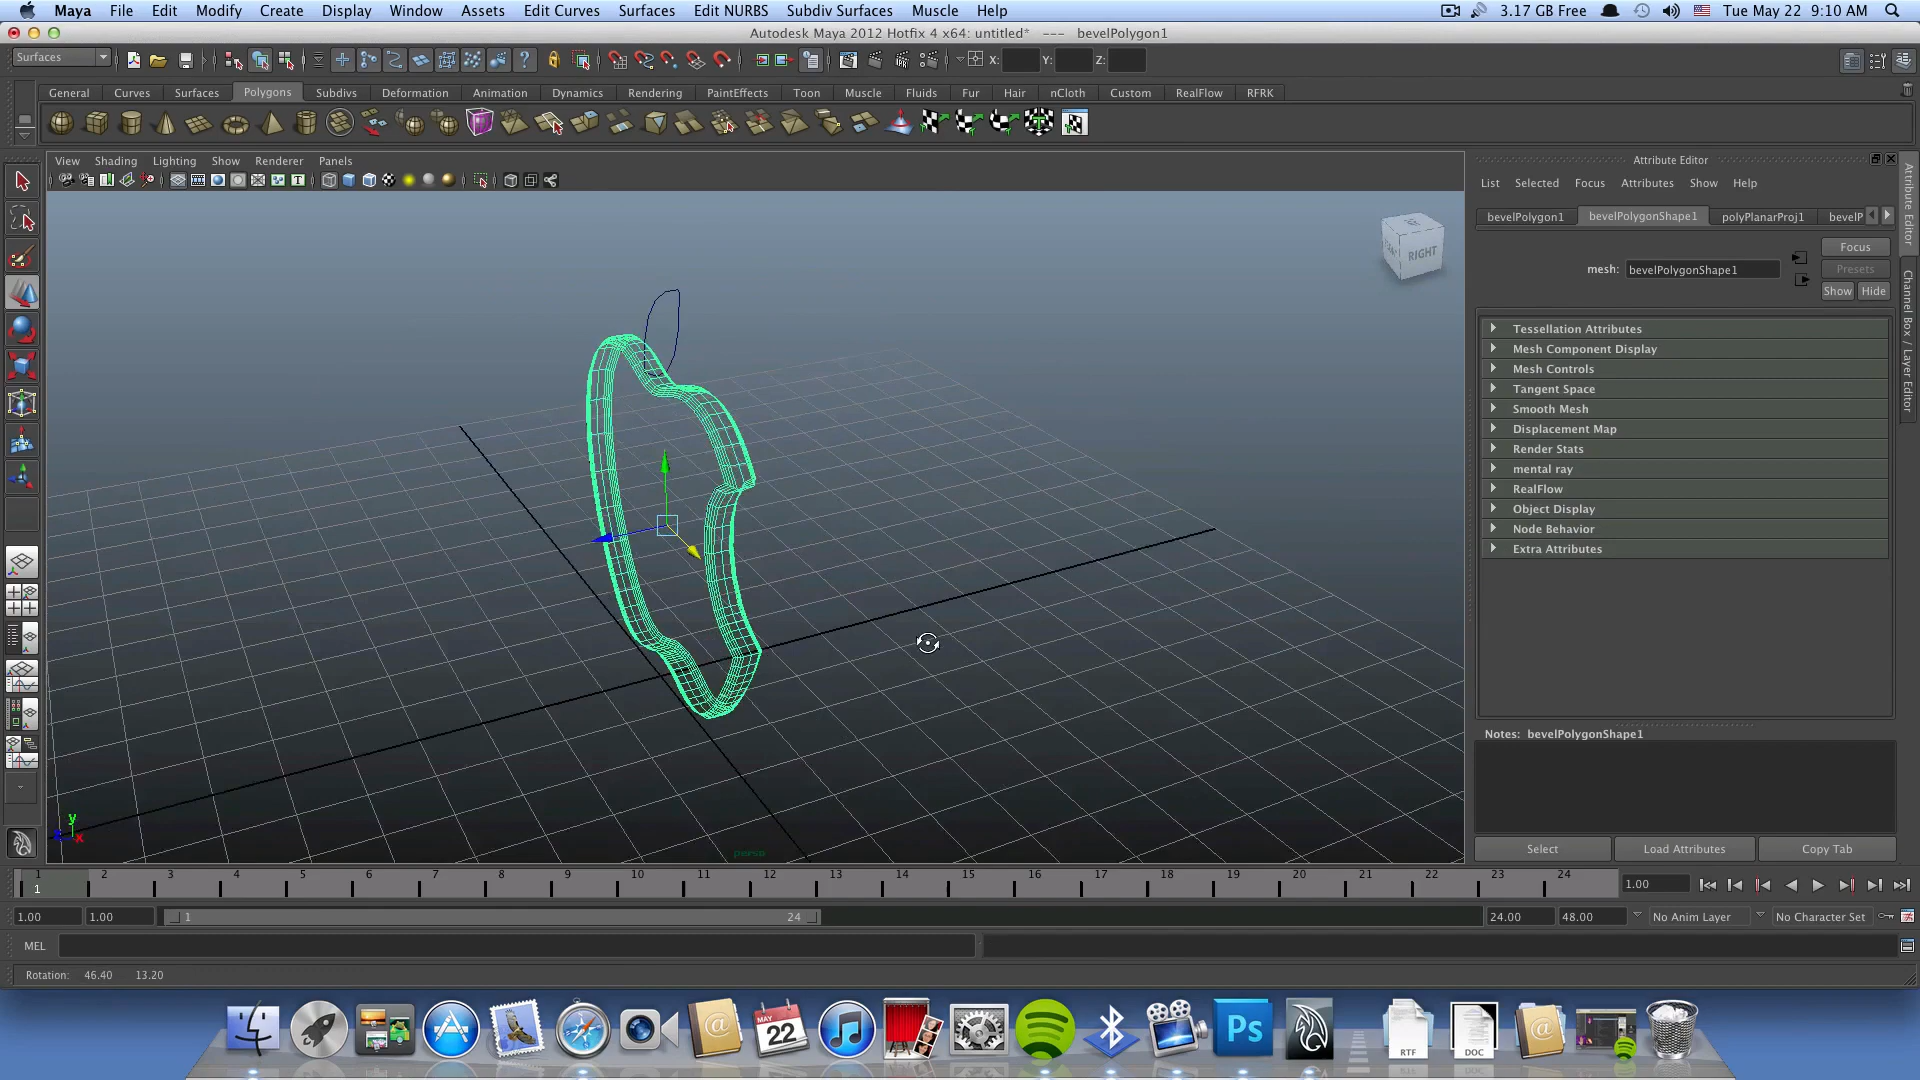 Maya File Edit Modify Create Display Window Assets Edit Curves Surfaces Edit NURBS Subdiv Surfaces Muscle Help 3.17 GB Free Tue May 22 9:10 AM
Autodesk Maya 2012 Hotfix 4 x64: untitled* --- bevelPolygon1
Surfaces X: Y: Z:
General Curves Surfaces Polygons Subdivs Deformation Animation Dynamics Rendering PaintEffects Toon Muscle Fluids Fur Hair nCloth Custom RealFlow RFRK
View Shading Lighting Show Renderer Panels
Attribute Editor
List Selected Focus Attributes Show Help
bevelPolygon1 bevelPolygonShape1 polyPlanarProj1 bevelP
Focus
mesh: bevelPolygonShape1
Presets
Show Hide
Tessellation Attributes
Mesh Component Display
Mesh Controls
Tangent Space
Smooth Mesh
Displacement Map
Render Stats
mental ray
RealFlow
Object Display
Node Behavior
Extra Attributes
Notes: bevelPolygonShape1
Select Load Attributes Copy Tab
Attribute Editor
Channel Box / Layer Editor
RIGHT
y
x
persp
1 2 3 4 5 6 7 8 9 10 11 12 13 14 15 16 17 18 19 20 21 22 23 24
1 1.00
1.00 1.00 1 24 24.00 48.00 No Anim Layer No Character Set
MEL
Rotation: 46.40 13.20
MAY
22
Ps
RTF
DOC